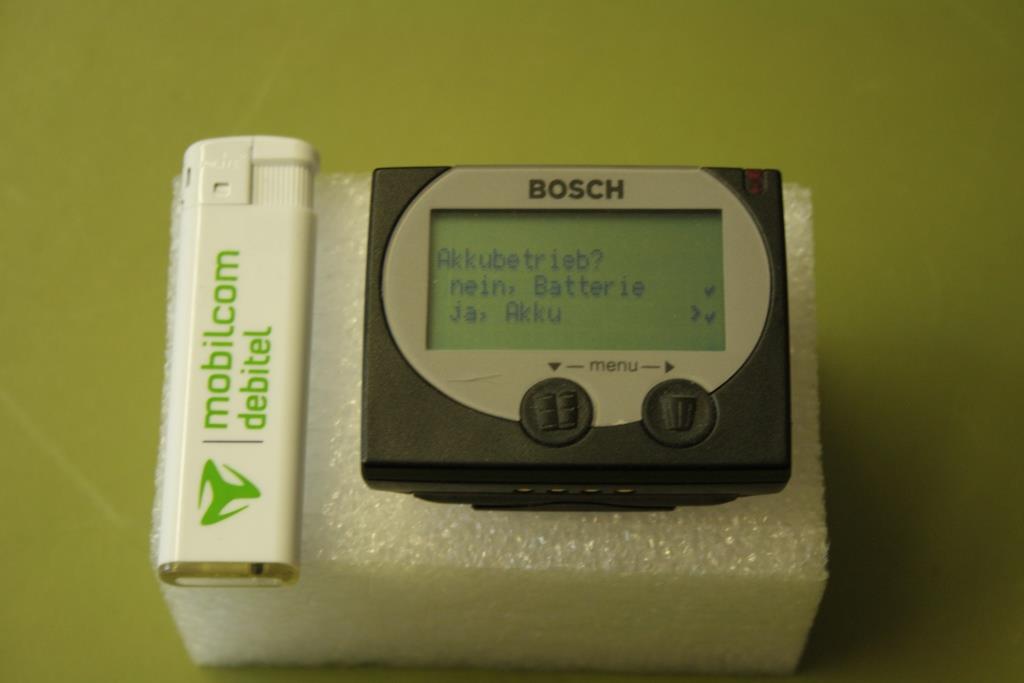 mobilcom
debitel
BOSCH
Akkubetrieb?
nein, Batterie
ja, Akku
menu